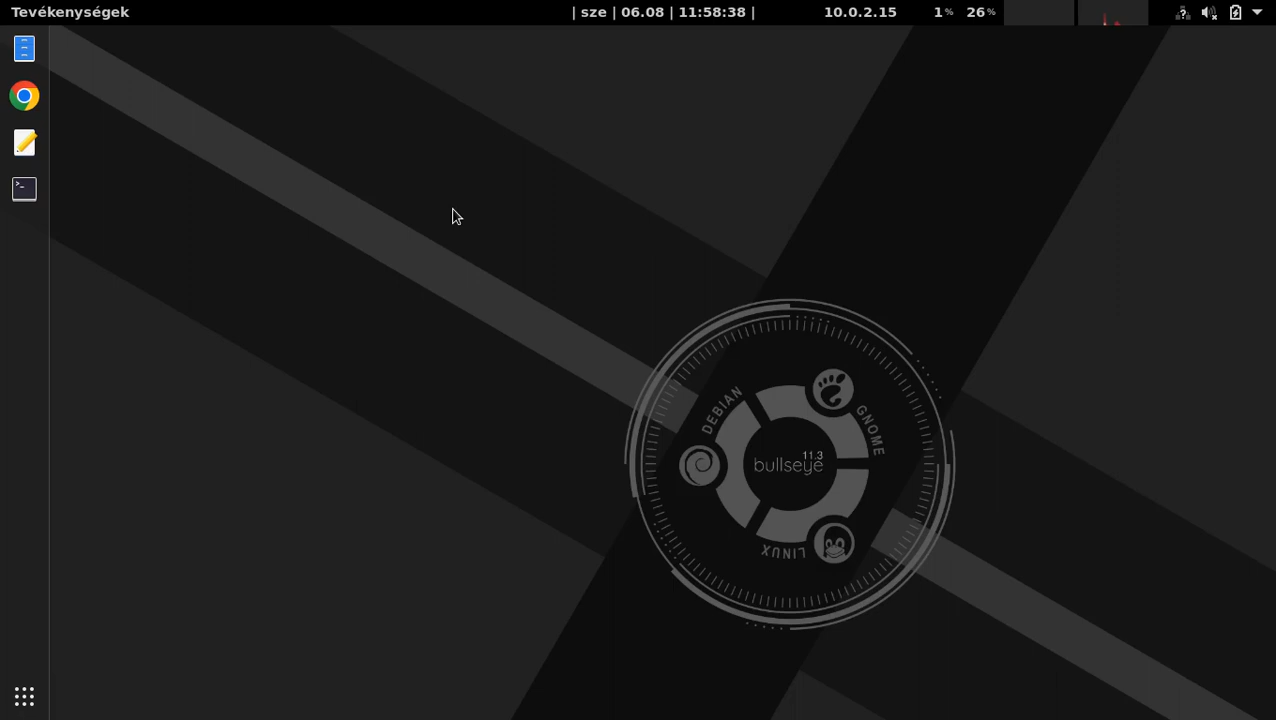 Tevékenységek | sze | 06.08 | 11:58:38 | 10.0.2.15 1% 26%
DEBIAN
GNOME
11.3
bullseye
LINUX